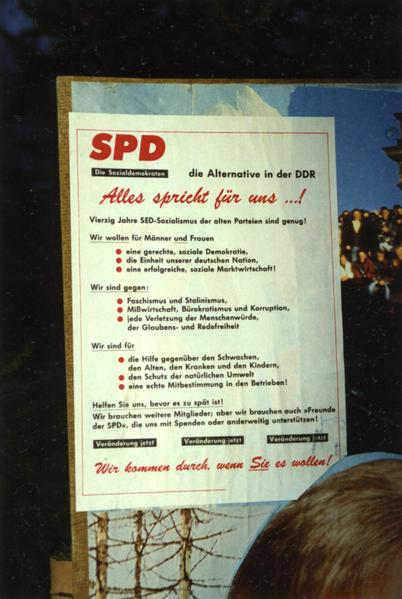 SPD
Die Sozialdemokraten
die Alternative in der DDR
Alles spricht für uns ...!
Vierzig Jahre SED-Sozialismus der alten Parteien sind genug!
Wir wollen für Männer und Frauen
● eine gerechte, soziale Demokratie,
● die Einheit unserer deutschen Nation,
● eine erfolgreiche, soziale Marktwirtschaft!
Wir sind gegen:
● Faschismus und Stalinismus,
● Mißwirtschaft, Bürokratismus und Korruption,
● jede Verletzung der Menschenwürde,
der Glaubens- und Redefreiheit
Wir sind für
● die Hilfe gegenüber den Schwachen,
den Alten, den Kranken und den Kindern,
● den Schutz der natürlichen Umwelt
● eine echte Mitbestimmung in den Betrieben!
Helfen Sie uns, bevor es zu spät ist!
Wir brauchen weitere Mitglieder; aber wir brauchen auch »Freunde
der SPD«, die uns mit Spenden oder anderweitig unterstützen!
Veränderung jetzt Veränderung jetzt Veränderung jetzt
Wir kommen durch, wenn Sie es wollen!